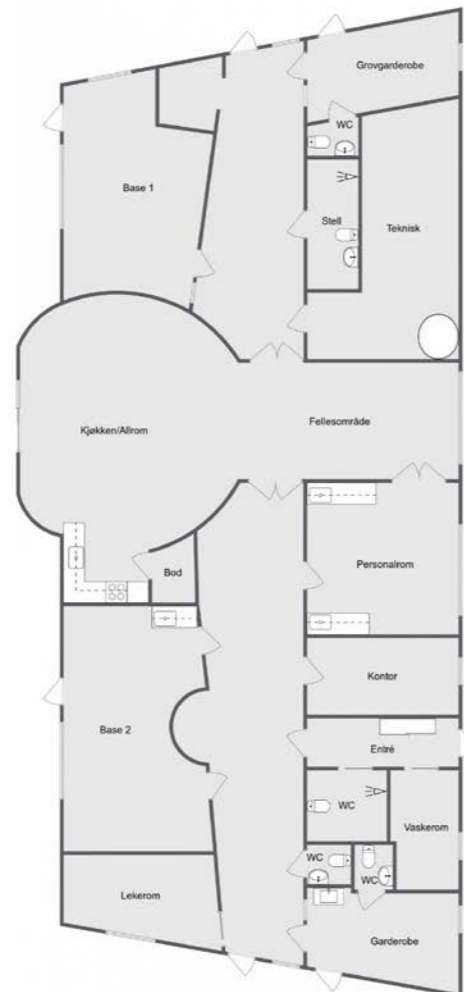 Grovgarderobe
WC
Base 1
Stell
Teknisk
Kjøkken/Allrom
Fellesområde
Bod
Personalrom
Kontor
Base 2
Entré
WC
Vaskerom
WC
WC
Lekerom
Garderobe